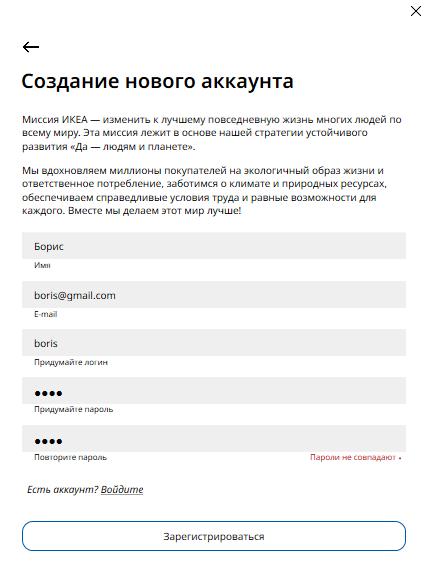 Создание нового аккаунта
Миссия ИКЕА — изменить к лучшему повседневную жизнь многих людей по
всему миру. Эта миссия лежит в основе нашей стратегии устойчивого
развития «Да — людям и планете».
Мы вдохновляем миллионы покупателей на экологичный образ жизни и
ответственное потребление, заботимся о климате и природных ресурсах,
обеспечиваем справедливые условия труда и равные возможности для
каждого. Вместе мы делаем этот мир лучше!
Борис
Имя
boris@gmail.com
E-mail
boris
Придумайте логин
●●●●
Придумайте пароль
●●●●
Повторите пароль Пароли не совпадают •
Есть аккаунт? Войдите
Зарегистрироваться